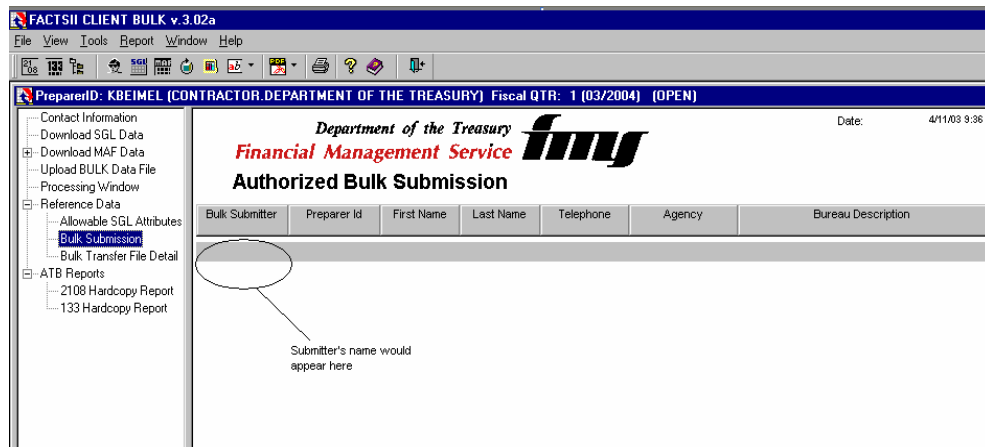 FACTSII CLIENT BULK v.3.02a
File View Tools Report Window Help
PreparerID: KBEIMEL (CONTRACTOR.DEPARTMENT OF THE TREASURY) Fiscal QTR: 1 (03/2004) (OPEN)
Contact Information
Download SGL Data
Download MAF Data
Upload BULK Data File
Processing Window
Reference Data
Allowable SGL Attributes
Bulk Submission
Bulk Transfer File Detail
ATB Reports
2108 Hardcopy Report
133 Hardcopy Report
Department of the Treasury
Financial Management Service
fms
Authorized Bulk Submission
Date: 4/11/03 9:36
Bulk Submitter Preparer Id First Name Last Name Telephone Agency Bureau Description
Submitter's name would
appear here